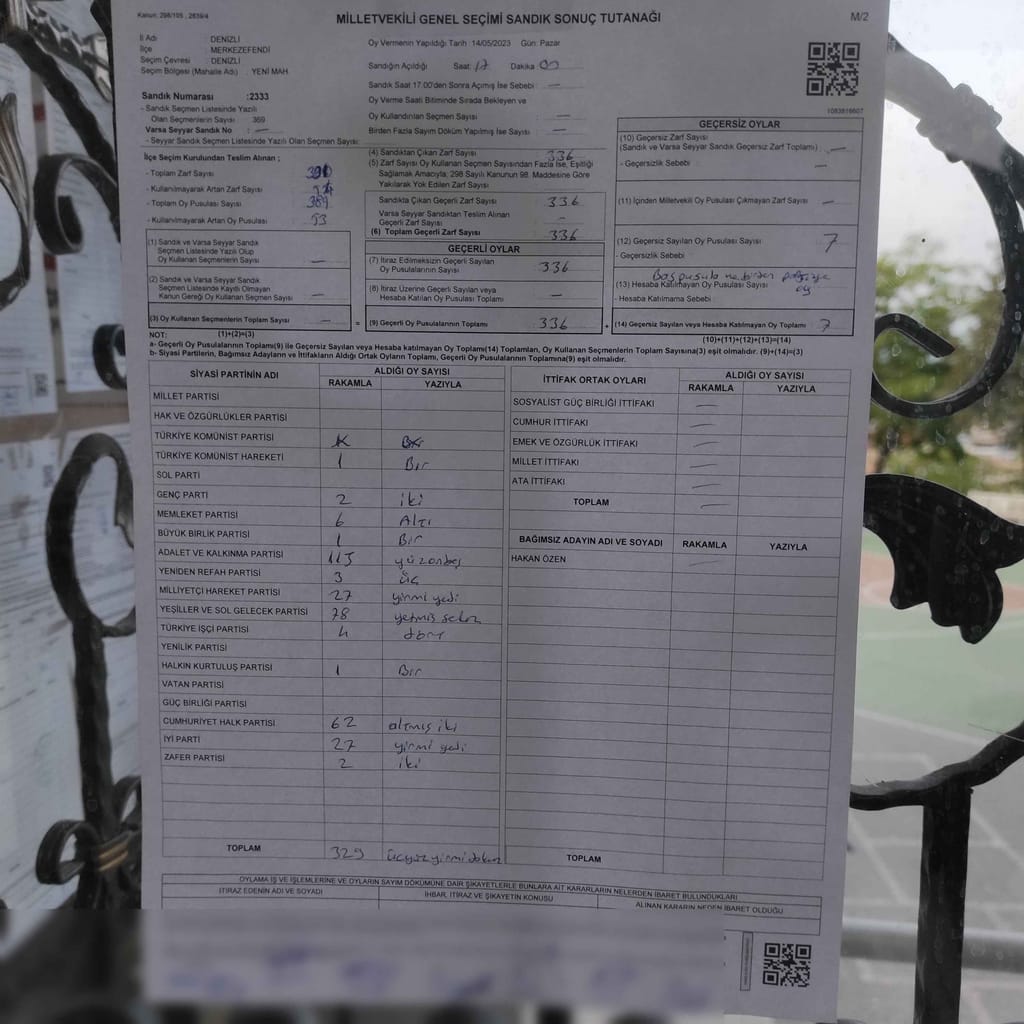 Kanun: 298/105 , 2839/4
MİLLETVEKİLİ GENEL SEÇİMİ SANDIK SONUÇ TUTANAĞI
M/2
İl Adı : DENİZLİ
İlçe : MERKEZEFENDİ
Seçim Çevresi : DENİZLİ
Seçim Bölgesi (Mahalle Adı) : YENİ MAH.
Oy Vermenin Yapıldığı Tarih :14/05/2023 Gün: Pazar
Sandığın Açıldığı Saat: 17 Dakika 00
Sandık Saat 17.00'den Sonra Açımış İse Sebebi : —
Oy Verme Saati Bitiminde Sırada Bekleyen ve
Oy Kullandırılan Seçmen Sayısı —
Birden Fazla Sayım Döküm Yapılmış İse Sayısı —
1083816607
Sandık Numarası :2333
- Sandık Seçmen Listesinde Yazılı
Olan Seçmenlerin Sayısı : 369
Varsa Seyyar Sandık No : —
- Seyyar Sandık Seçmen Listesinde Yazılı Olan Seçmen Sayısı:
İlçe Seçim Kurulundan Teslim Alınan ;
- Toplam Zarf Sayısı
- Kullanılmayarak Artan Zarf Sayısı
- Toplam Oy Pusulası Sayısı
- Kullanılmayarak Artan Oy Pusulası 53
(4) Sandıktan Çıkan Zarf Sayısı 336
(5) Zarf Sayısı Oy Kullanan Seçmen Sayısından Fazla İse, Eşitliği
Sağlamak Amacıyla; 298 Sayılı Kanunun 98. Maddesine Göre
Yakılarak Yok Edilen Zarf Sayısı
Sandıkta Çıkan Geçerli Zarf Sayısı 336
Varsa Seyyar Sandıktan Teslim Alınan
Geçerli Zarf Sayısı —
(6) Toplam Geçerli Zarf Sayısı 336
GEÇERLİ OYLAR
(7) İtiraz Edilmeksizin Geçerli Sayılan
Oy Pusulalarının Sayısı 336
(8) İtiraz Üzerine Geçerli Sayılan veya
Hesaba Katılan Oy Pusulası Toplamı —
(9) Geçerli Oy Pusulalarının Toplamı 336
GEÇERSİZ OYLAR
(10) Geçersiz Zarf Sayısı
(Sandık ve Varsa Seyyar Sandık Geçersiz Zarf Toplamı) : —
- Geçersizlik Sebebi : —
(11) İçinden Milletvekili Oy Pusulası Çıkmayan Zarf Sayısı —
(12) Geçersiz Sayılan Oy Pusulası Sayısı 7
- Geçersizlik Sebebi :
Boş pusula
(13) Hesaba Katılmayan Oy Pusulası Sayısı
- Hesaba Katılmama Sebebi
(14) Geçersiz Sayılan veya Hesaba Katılmayan Oy Toplamı 7
(1) Sandık ve Varsa Seyyar Sandık
Seçmen Listesinde Yazılı Olup
Oy Kullanan Seçmenlerin Sayısı —
(2) Sandık ve Varsa Seyyar Sandık
Seçmen Listesinde Kayıtlı Olmayan
Kanun Gereği Oy Kullanan Seçmen Sayısı —
(3) Oy Kullanan Seçmenlerin Toplam Sayısı — = +
NOT: (1)+(2)=(3)
(10)+(11)+(12)+(13)=(14)
a- Geçerli Oy Pusulalarının Toplamı(9) ile Geçersiz Sayılan veya Hesaba katılmayan Oy Toplamı(14) Toplamları, Oy Kullanan Seçmenlerin Toplam Sayısına(3) eşit olmalıdır. (9)+(14)=(3)
b- Siyasi Partilerin, Bağımsız Adayların ve İttifakların Aldığı Ortak Oyların Toplamı, Geçerli Oy Pusulalarının Toplamına(9) eşit olmalıdır.
SİYASİ PARTİNİN ADI ALDIĞI OY SAYISI
RAKAMLA YAZIYLA
MİLLET PARTİSİ
HAK VE ÖZGÜRLÜKLER PARTİSİ
TÜRKİYE KOMÜNİST PARTİSİ
TÜRKİYE KOMÜNİST HAREKETİ 1 Bir
SOL PARTİ
GENÇ PARTİ 2 iki
MEMLEKET PARTİSİ 6 Altı
BÜYÜK BİRLİK PARTİSİ 1 Bir
ADALET VE KALKINMA PARTİSİ 115 yüzonbeş
YENİDEN REFAH PARTİSİ 3 üç
MİLLİYETÇİ HAREKET PARTİSİ 27 yirmi yedi
YEŞİLLER VE SOL GELECEK PARTİSİ 78 yetmiş sekiz
TÜRKİYE İŞÇİ PARTİSİ 4 dört
YENİLİK PARTİSİ
HALKIN KURTULUŞ PARTİSİ 1 Bir
VATAN PARTİSİ
GÜÇ BİRLİĞİ PARTİSİ
CUMHURİYET HALK PARTİSİ 62 altmış iki
İYİ PARTİ 27 yirmi yedi
ZAFER PARTİSİ 2 iki
TOPLAM 329 üçyüzyirmidokuz
İTTİFAK ORTAK OYLARI ALDIĞI OY SAYISI
RAKAMLA YAZIYLA
SOSYALİST GÜÇ BİRLİĞİ İTTİFAKI —
CUMHUR İTTİFAKI —
EMEK VE ÖZGÜRLÜK İTTİFAKI —
MİLLET İTTİFAKI —
ATA İTTİFAKI —
TOPLAM —
BAĞIMSIZ ADAYIN ADI VE SOYADI RAKAMLA YAZIYLA
HAKAN ÖZEN —
TOPLAM
OYLAMA İŞ VE İŞLEMLERİNE VE OYLARIN SAYIM DÖKÜMÜNE DAİR ŞİKAYETLERLE BUNLARA AİT KARARLARIN NELERDEN İBARET BULUNDUKLARI
İTİRAZ EDENİN ADI VE SOYADI İHBAR, İTİRAZ VE ŞİKAYETİN KONUSU ALINAN KARARIN NEDEN İBARET OLDUĞU